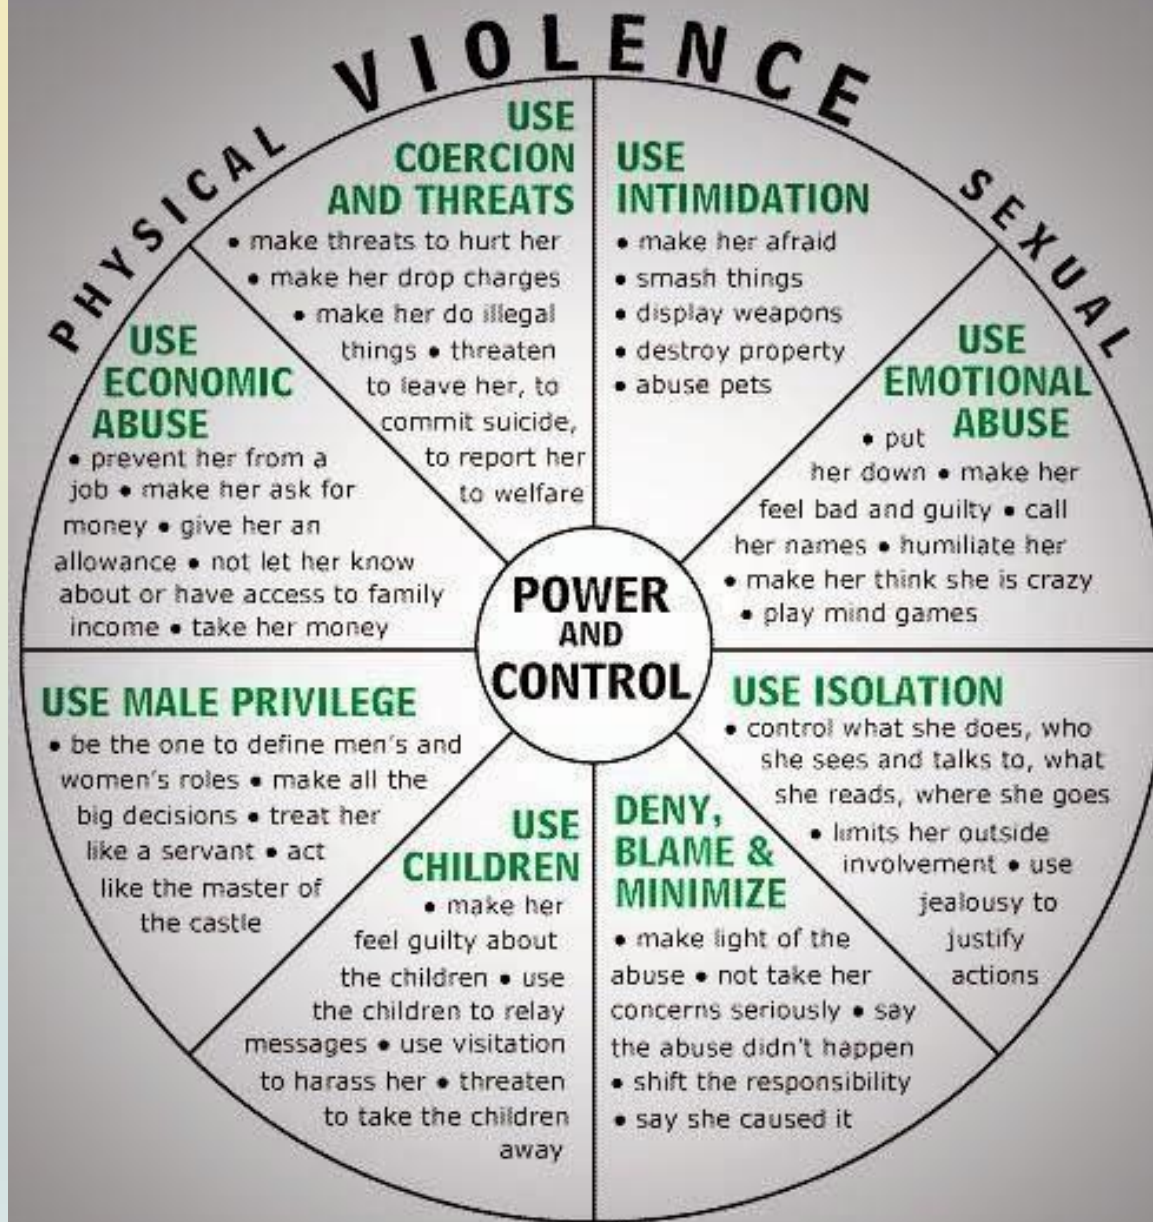 PHYSICAL VIOLENCE SEXUAL
USE
COERCION
AND THREATS
• make threats to hurt her
• make her drop charges
• make her do illegal
things • threaten
to leave her, to
commit suicide,
to report her
to welfare
USE
INTIMIDATION
• make her afraid
• smash things
• display weapons
• destroy property
• abuse pets
USE
EMOTIONAL
ABUSE
• put
her down • make her
feel bad and guilty • call
her names • humiliate her
• make her think she is crazy
• play mind games
USE ISOLATION
• control what she does, who
she sees and talks to, what
she reads, where she goes
• limits her outside
involvement • use
jealousy to
justify
actions
DENY,
BLAME &
MINIMIZE
• make light of the
abuse • not take her
concerns seriously • say
the abuse didn't happen
• shift the responsibility
• say she caused it
USE
CHILDREN
• make her
feel guilty about
the children • use
the children to relay
messages • use visitation
to harass her • threaten
to take the children
away
USE MALE PRIVILEGE
• be the one to define men's and
women's roles • make all the
big decisions • treat her
like a servant • act
like the master of
the castle
USE
ECONOMIC
ABUSE
• prevent her from a
job • make her ask for
money • give her an
allowance • not let her know
about or have access to family
income • take her money
POWER
AND
CONTROL